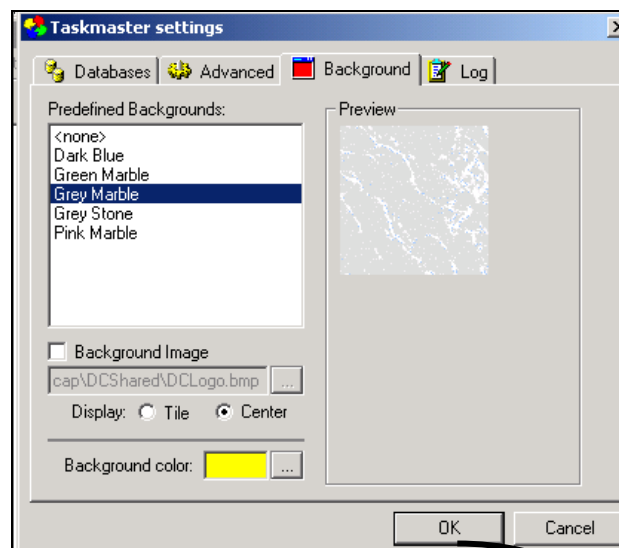 Taskmaster settings
Databases Advanced Background Log
Predefined Backgrounds:
<none>
Dark Blue
Green Marble
Grey Marble
Grey Stone
Pink Marble
Preview
Background Image
cap\DCShared\DCLogo.bmp ...
Display: Tile Center
Background color: ...
OK Cancel